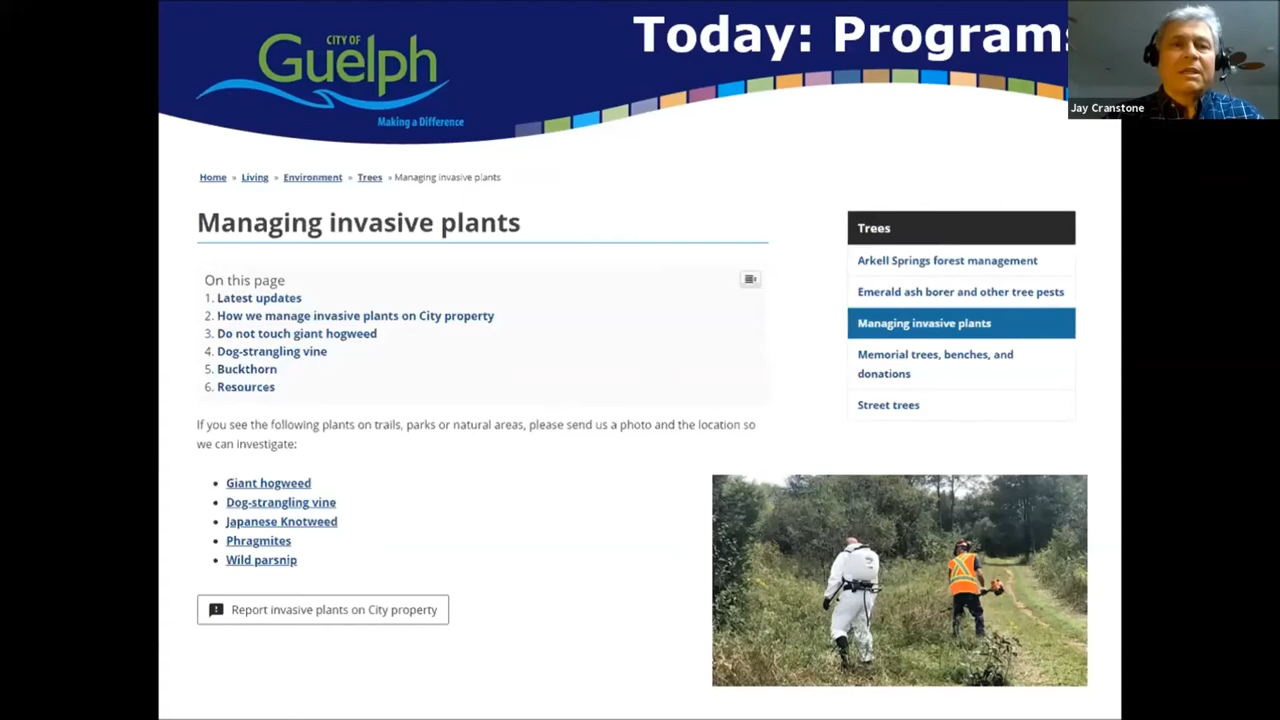 Today: Programs
CITY OF
Guelph
Making a Difference
Jay Cranstone
Home » Living » Environment » Trees » Managing invasive plants
Managing invasive plants
On this page
1. Latest updates
2. How we manage invasive plants on City property
3. Do not touch giant hogweed
4. Dog-strangling vine
5. Buckthorn
6. Resources
If you see the following plants on trails, parks or natural areas, please send us a photo and the location so
we can investigate:
• Giant hogweed
• Dog-strangling vine
• Japanese Knotweed
• Phragmites
• Wild parsnip
Report invasive plants on City property
Trees
Arkell Springs forest management
Emerald ash borer and other tree pests
Managing invasive plants
Memorial trees, benches, and
donations
Street trees